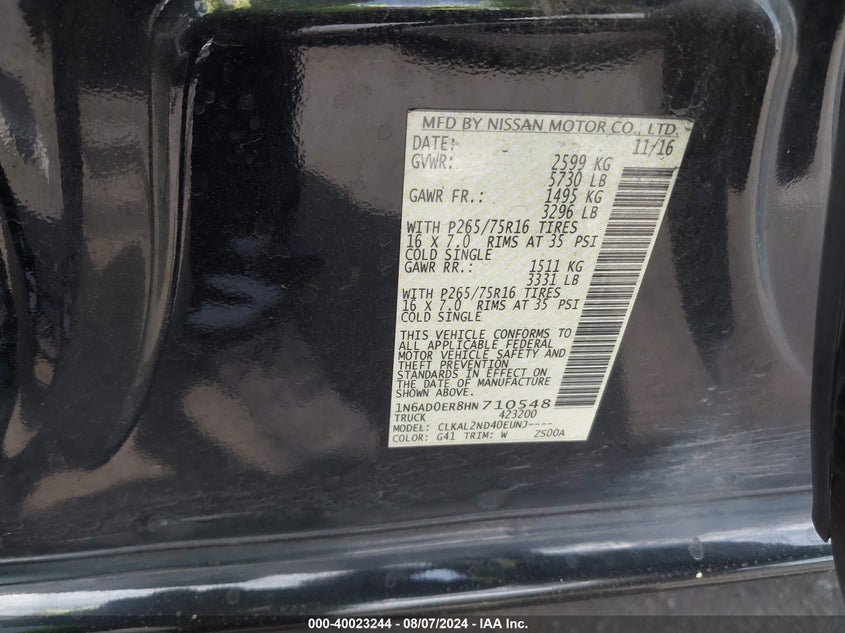 MFD BY NISSAN MOTOR CO., LTD.
DATE: 11/16
GVWR: 2599 KG
5730 LB
GAWR FR.: 1495 KG
3296 LB
WITH P265/75R16 TIRES
16 X 7.0 RIMS AT 35 PSI
COLD SINGLE
GAWR RR.: 1511 KG
3331 LB
WITH P265/75R16 TIRES
16 X 7.0 RIMS AT 35 PSI
COLD SINGLE
THIS VEHICLE CONFORMS TO
ALL APPLICABLE FEDERAL
MOTOR VEHICLE SAFETY AND
THEFT PREVENTION
STANDARDS IN EFFECT ON
THE DATE OF MANUFACTURE
SHOWN ABOVE.
1N6AD0ER8HN 710548
TRUCK 423200
MODEL: CLKAL2ND40EUNJ----
COLOR: G41 TRIM: W ZS00A
000-40023244 - 08/07/2024 - IAA Inc.